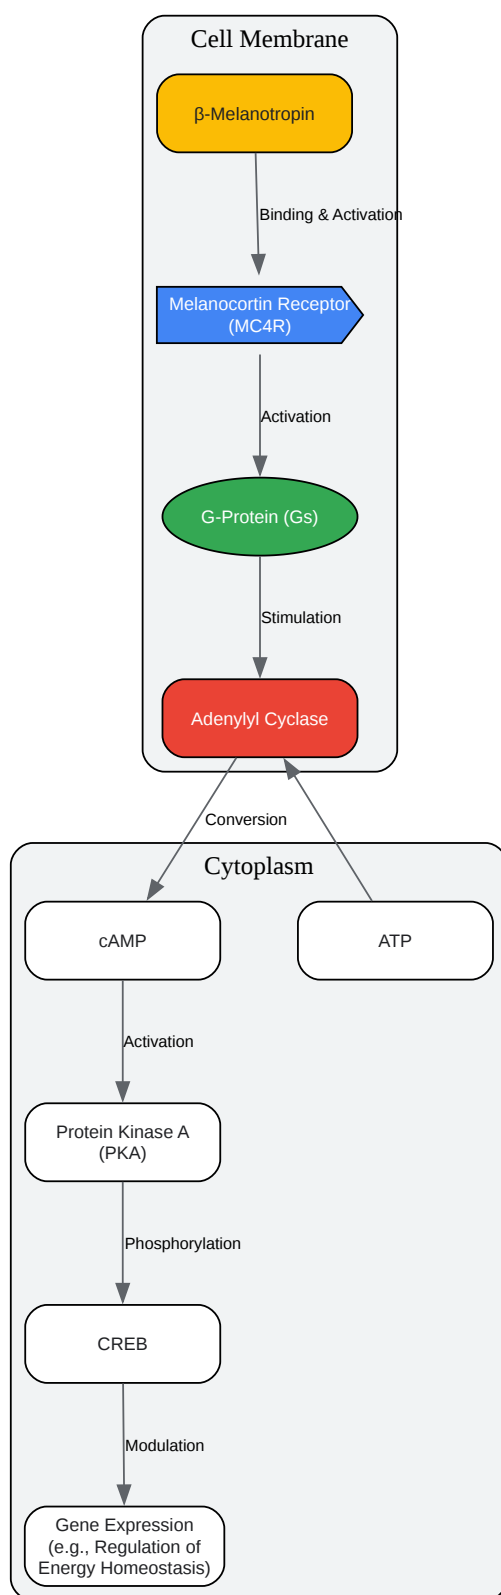 Cell Membrane
β-Melanotropin
Binding & Activation
Melanocortin Receptor
(MC4R)
Activation
G-Protein (Gs)
Stimulation
Adenylyl Cyclase
Conversion
Cytoplasm
cAMP
ATP
Activation
Protein Kinase A
(PKA)
Phosphorylation
CREB
Modulation
Gene Expression
(e.g., Regulation of
Energy Homeostasis)